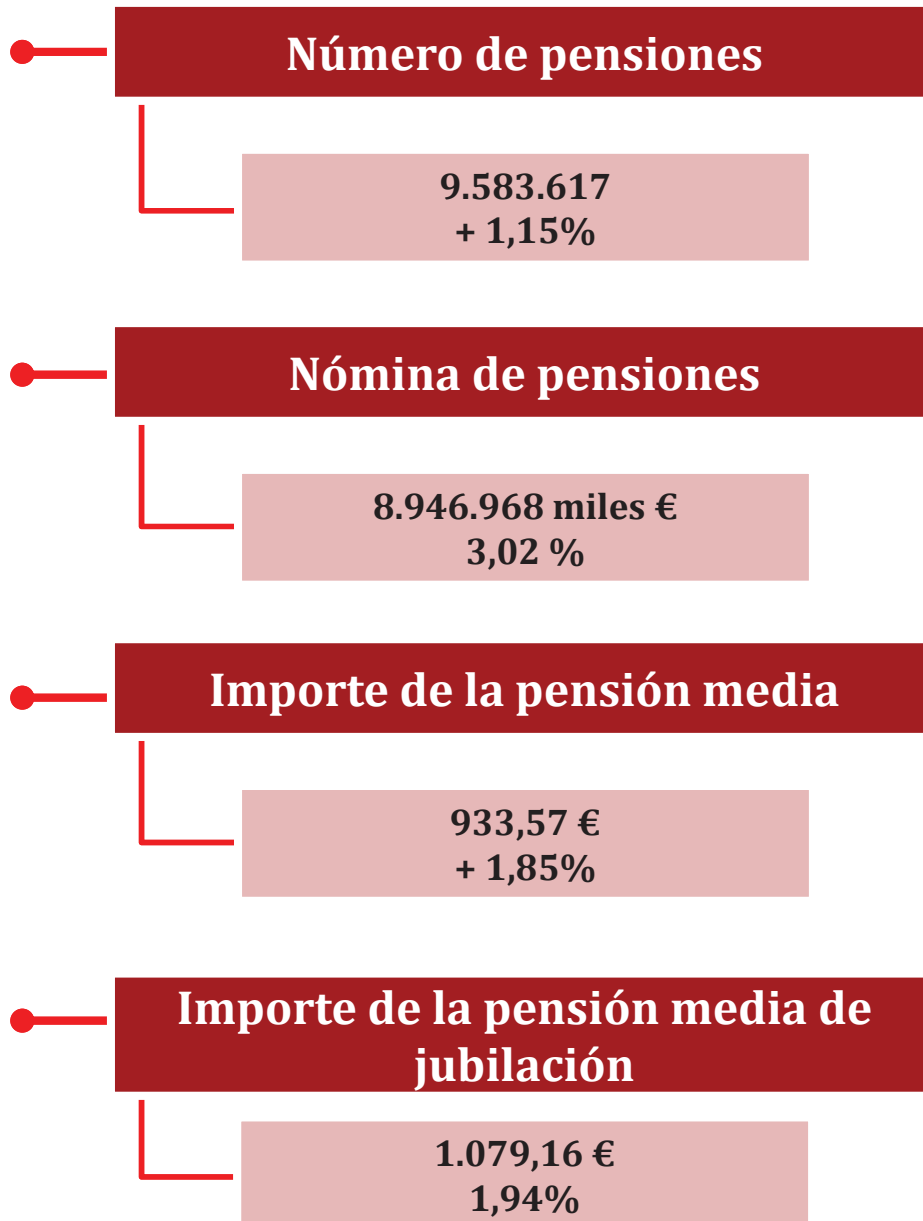 Número de pensiones
9.583.617
+ 1,15%
Nómina de pensiones
8.946.968 miles €
3,02 %
Importe de la pensión media
933,57 €
+ 1,85%
Importe de la pensión media de
jubilación
1.079,16 €
1,94%